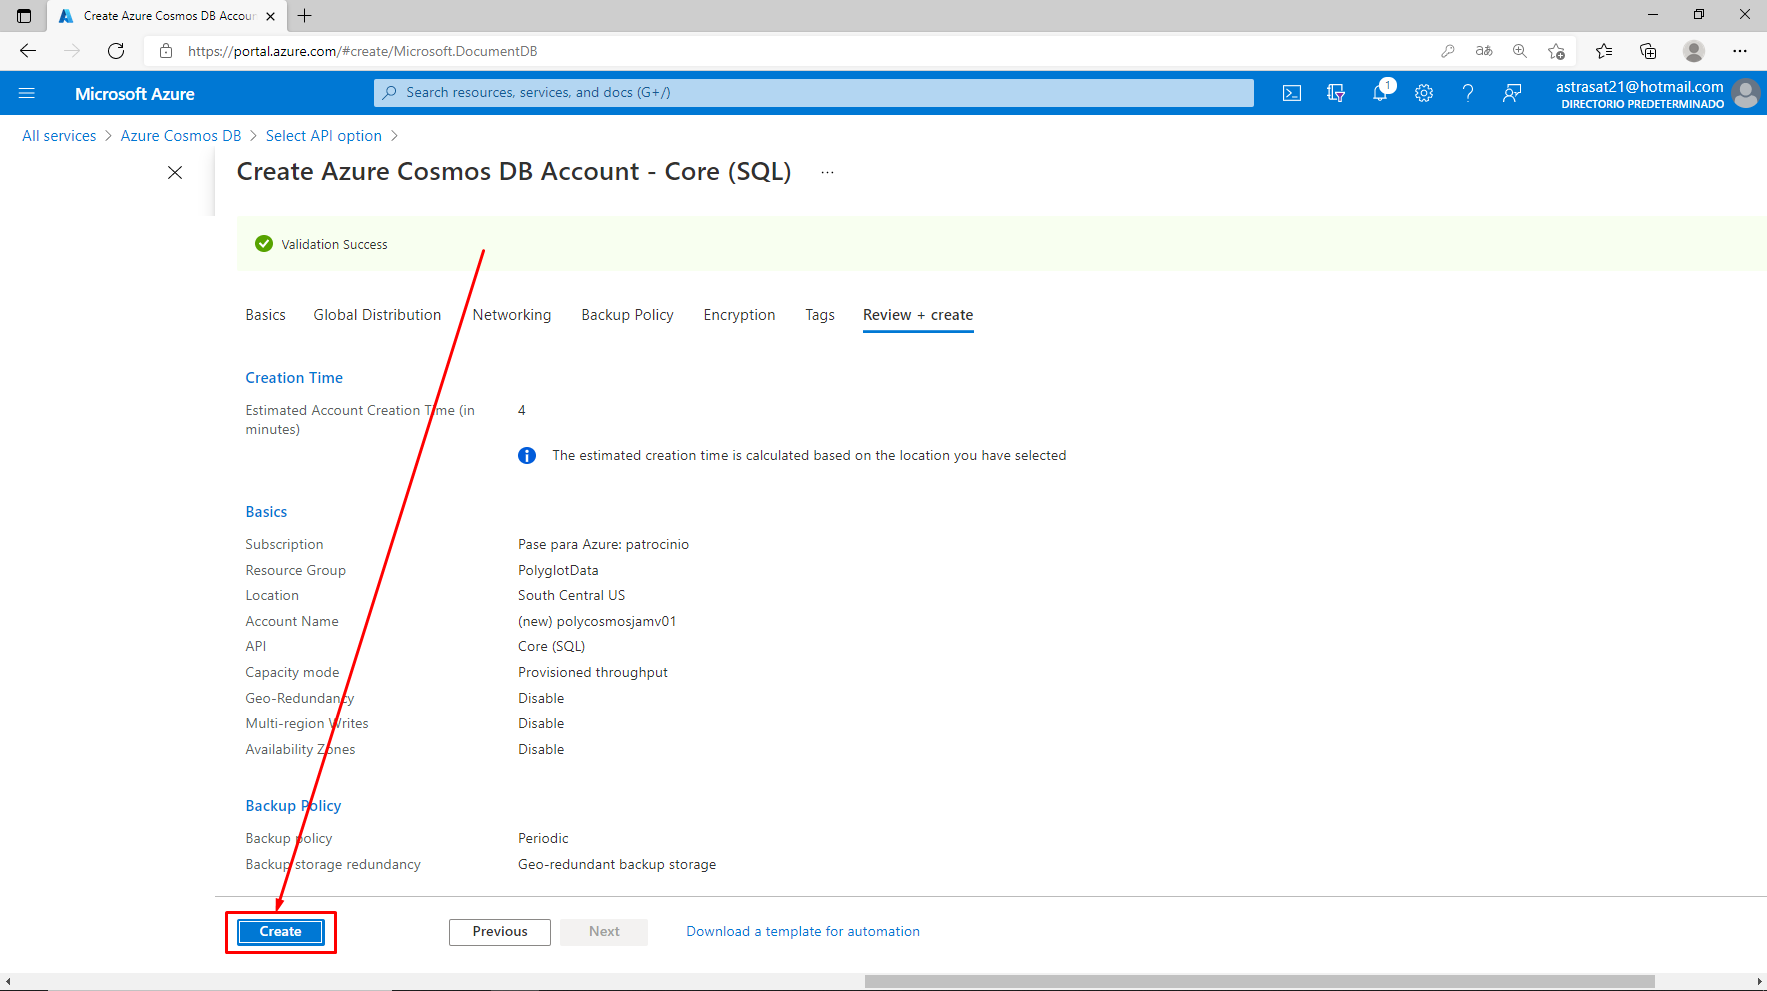 Create Azure Cosmos DB Accoun
https://portal.azure.com/#create/Microsoft.DocumentDB
aあ
Microsoft Azure
Search resources, services, and docs (G+/)
1
astrasat21@hotmail.com
DIRECTORIO PREDETERMINADO
All services > Azure Cosmos DB > Select API option >
Create Azure Cosmos DB Account - Core (SQL) ...
Validation Success
Basics Global Distribution Networking Backup Policy Encryption Tags Review + create
Creation Time
Estimated Account Creation Time (in
minutes)
4
The estimated creation time is calculated based on the location you have selected
Basics
Subscription Pase para Azure: patrocinio
Resource Group PolyglotData
Location South Central US
Account Name (new) polycosmosjamv01
API Core (SQL)
Capacity mode Provisioned throughput
Geo-Redundancy Disable
Multi-region Writes Disable
Availability Zones Disable
Backup Policy
Backup policy Periodic
Backup storage redundancy Geo-redundant backup storage
Create Previous Next Download a template for automation